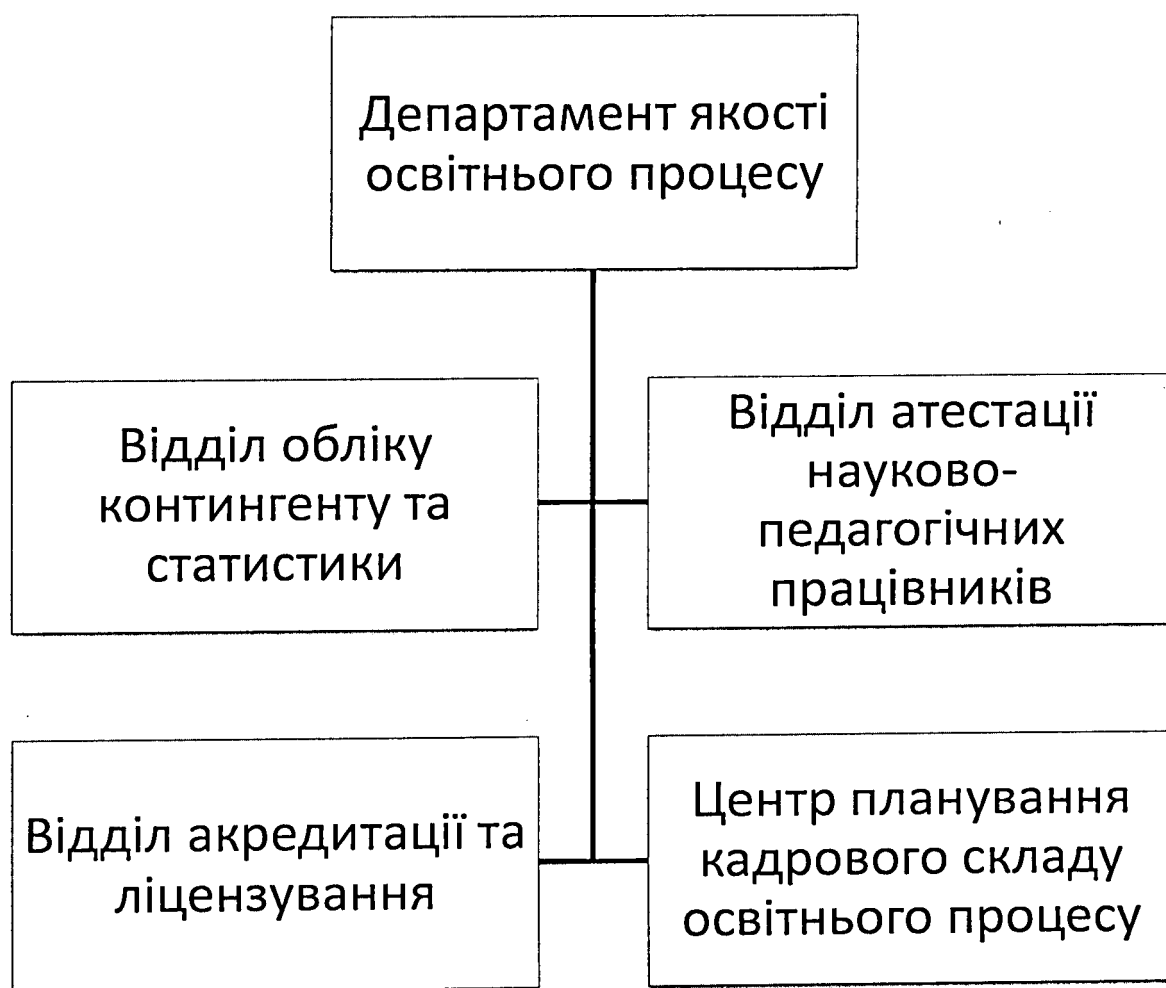 Департамент якості
освітнього процесу
Відділ обліку
контингенту та
статистики
Відділ атестації
науково-
педагогічних
працівників
Відділ акредитації та
ліцензування
Центр планування
кадрового складу
освітнього процесу